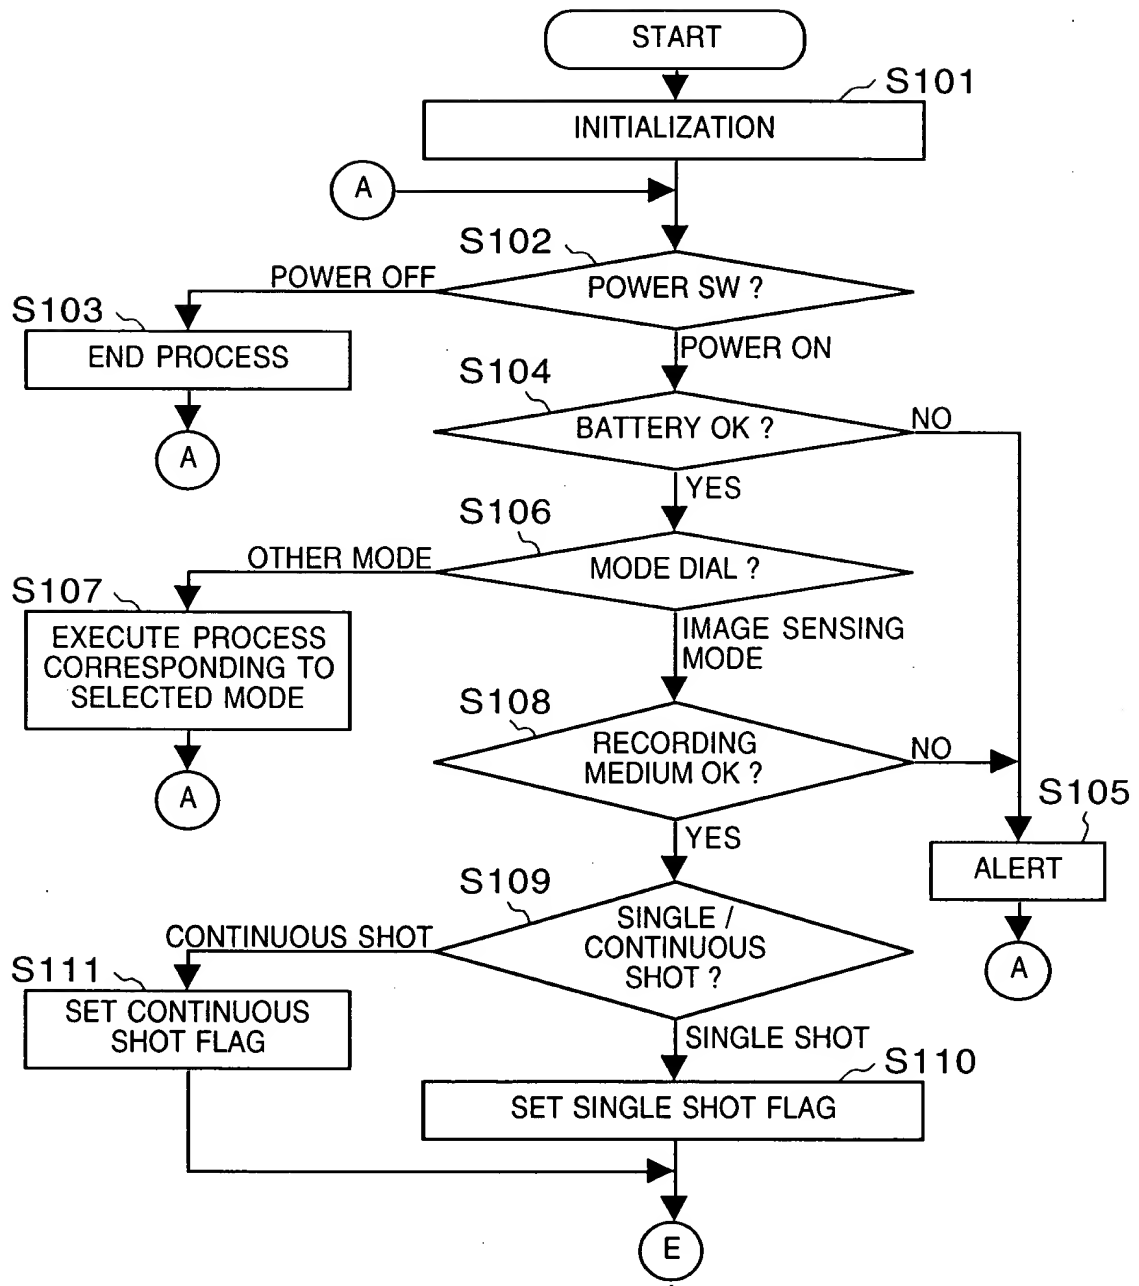 START
S101
INITIALIZATION
A
S102
POWER OFF
POWER SW ?
S103
END PROCESS
POWER ON
A
S104
BATTERY OK ?
NO
YES
S106
OTHER MODE
MODE DIAL ?
S107
EXECUTE PROCESS
CORRESPONDING TO
SELECTED MODE
IMAGE SENSING
MODE
A
S108
RECORDING
MEDIUM OK ?
NO
YES
S105
ALERT
A
S109
CONTINUOUS SHOT
SINGLE /
CONTINUOUS
SHOT ?
S111
SET CONTINUOUS
SHOT FLAG
SINGLE SHOT
S110
SET SINGLE SHOT FLAG
E